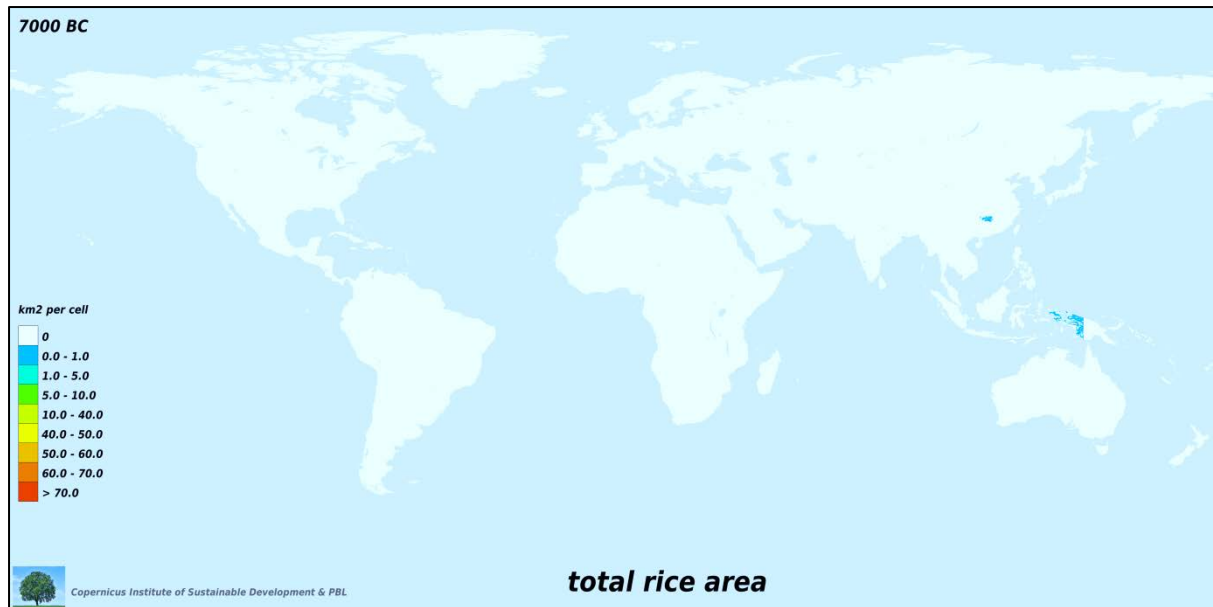 7000 BC
km2 per cell
0
0.0 - 1.0
1.0 - 5.0
5.0 - 10.0
10.0 - 40.0
40.0 - 50.0
50.0 - 60.0
60.0 - 70.0
> 70.0
Copernicus Institute of Sustainable Development & PBL
total rice area